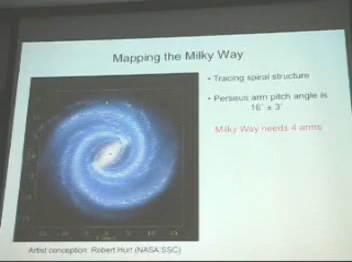 Mapping the Milky Way
• Tracing spiral structure
• Perseus arm pitch angle is
16° ± 3°
Milky Way needs 4 arms
Artist conception: Robert Hurt (NASA:SSC)